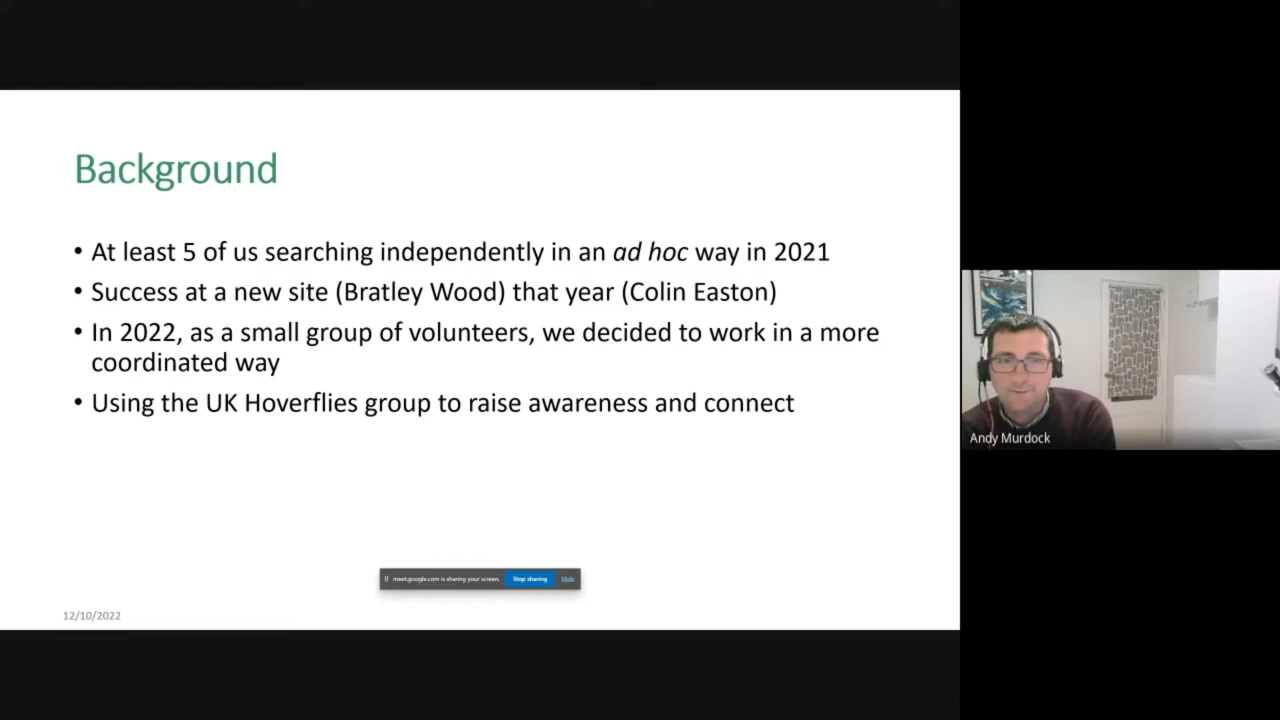 Background
• At least 5 of us searching independently in an ad hoc way in 2021
• Success at a new site (Bratley Wood) that year (Colin Easton)
• In 2022, as a small group of volunteers, we decided to work in a more
coordinated way
• Using the UK Hoverflies group to raise awareness and connect
meet.google.com is sharing your screen. Stop sharing Hide
12/10/2022
Andy Murdock